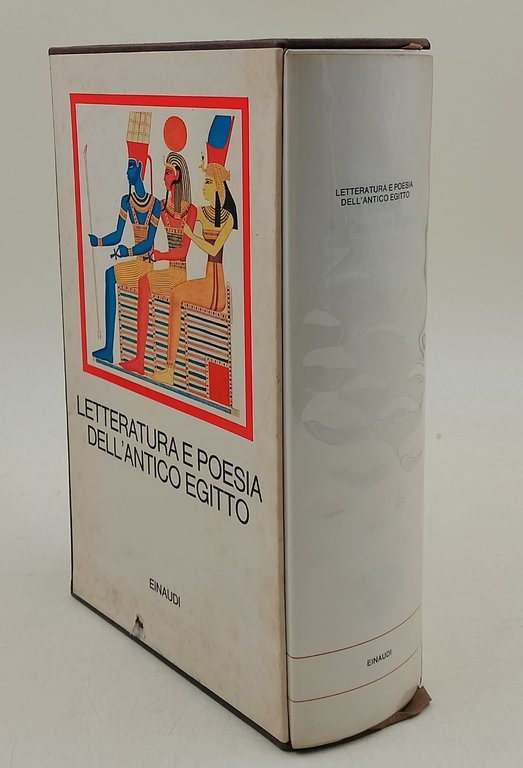 LETTERATURA E POESIA
DELL'ANTICO EGITTO
EINAUDI
LETTERATURA E POESIA
DELL'ANTICO EGITTO
EINAUDI